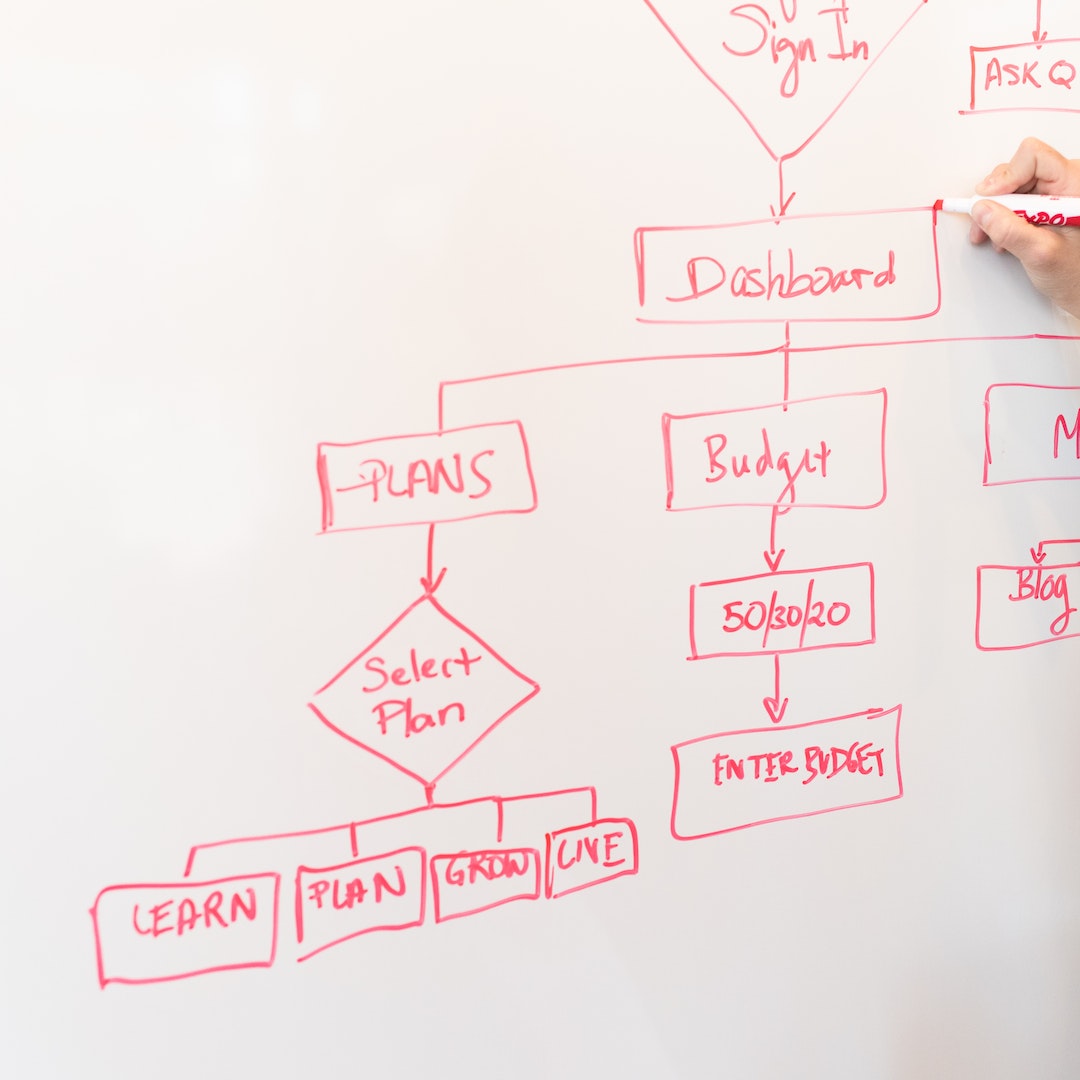 Sign In
ASK Q
EXPO
Dashboard
PLANS
Budget
M
50/30/20
Blog
Select
Plan
ENTER BUDGET
LEARN
PLAN
GROW
LIVE